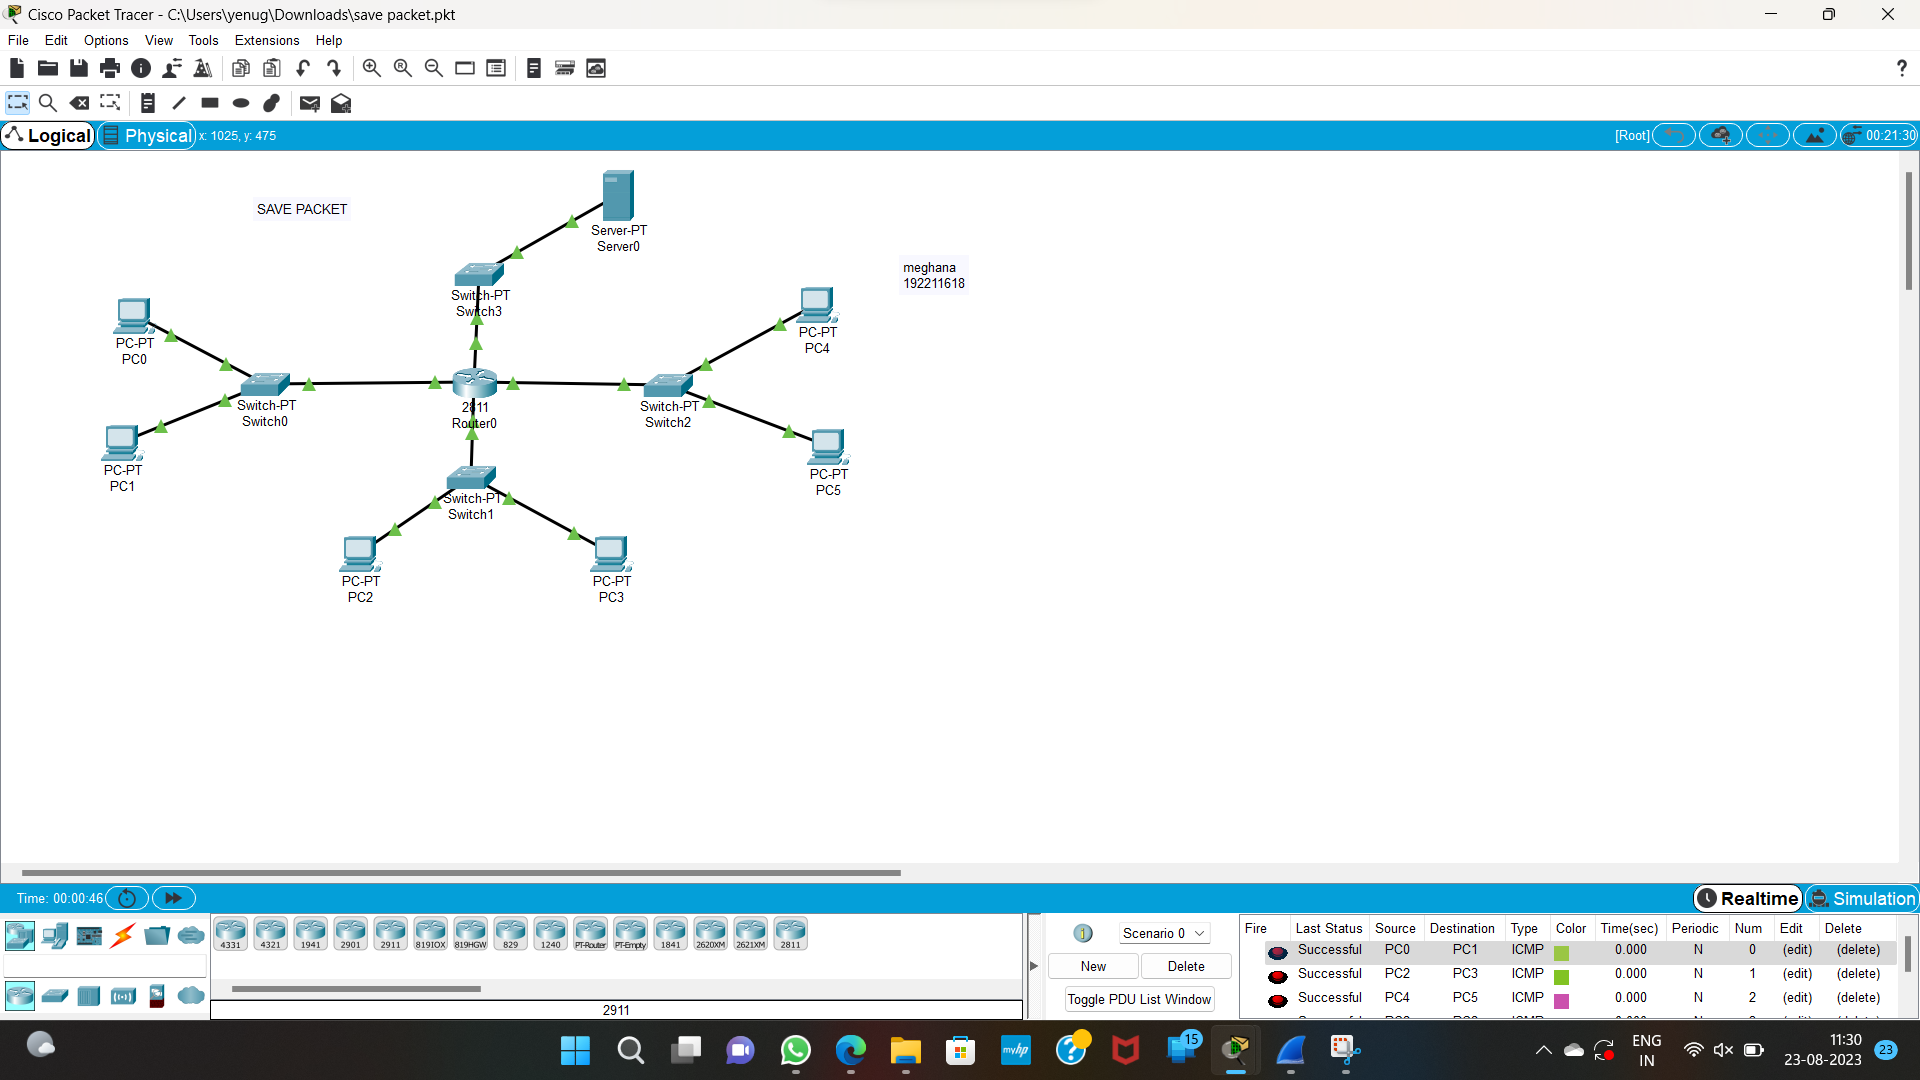 Cisco Packet Tracer - C:\Users\yenug\Downloads\save packet.pkt
File Edit Options View Tools Extensions Help
?
Logical Physical x: 1025, y: 475 [Root] 00:21:30
SAVE PACKET
Server-PT
Server0
meghana
192211618
Switch-PT
Switch3
PC-PT
PC0
PC-PT
PC4
Switch-PT
Switch0
2811
Router0
Switch-PT
Switch2
PC-PT
PC1
PC-PT
PC5
Switch-PT
Switch1
PC-PT
PC2
PC-PT
PC3
Time: 00:00:46 Realtime Simulation
4331 4321 1941 2901 2911 819IOX 819HGW 829 1240 PT-Router PT-Empty 1841 2620XM 2621XM 2811
2911
Scenario 0
New Delete
Toggle PDU List Window
Fire Last Status Source Destination Type Color Time(sec) Periodic Num Edit Delete
Successful PC0 PC1 ICMP 0.000 N 0 (edit) (delete)
Successful PC2 PC3 ICMP 0.000 N 1 (edit) (delete)
Successful PC4 PC5 ICMP 0.000 N 2 (edit) (delete)
myhp
15
ENG
IN
11:30
23-08-2023
23